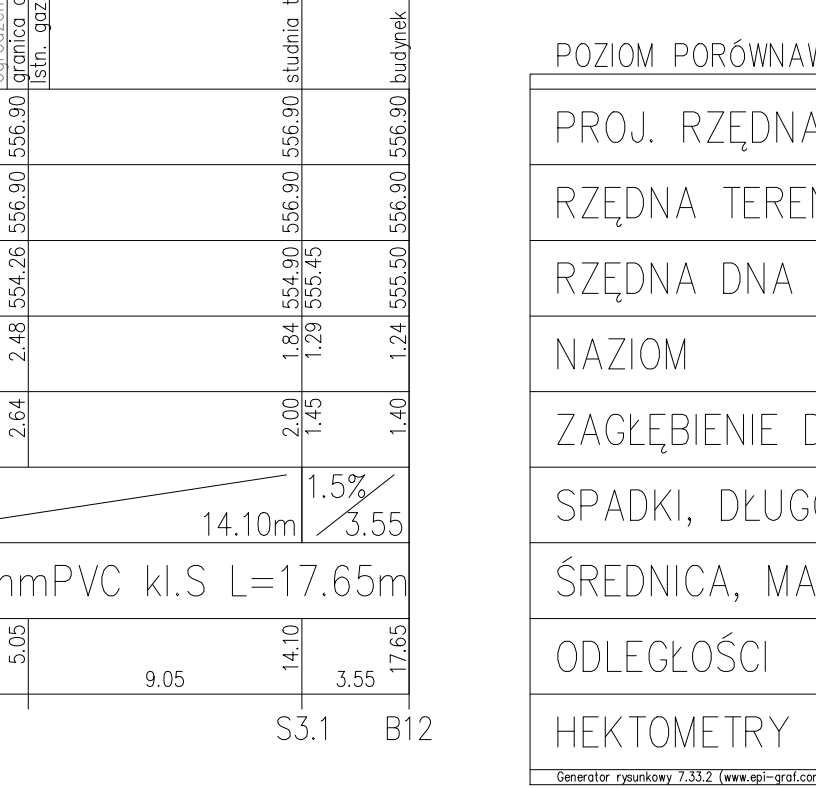 granica
Istn. gaz
studnia
budynek
556.90 556.90 556.90
556.90 556.90 556.90
554.26 554.90 555.45 555.50
2.48 1.84 1.29 1.24
2.64 2.00 1.45 1.40
1.5%
14.10m 3.55
PVC kl.S L=17.65m
5.05 14.10 17.65
9.05 3.55
S3.1 B12
POZIOM PORÓWNAW
PROJ. RZĘDNA
RZĘDNA TEREN
RZĘDNA DNA
NAZIOM
ZAGŁĘBIENIE D
SPADKI, DŁUGO
ŚREDNICA, MA
ODLEGŁOŚCI
HEKTOMETRY
Generator rysunkowy 7.33.2 (www.epi-graf.com